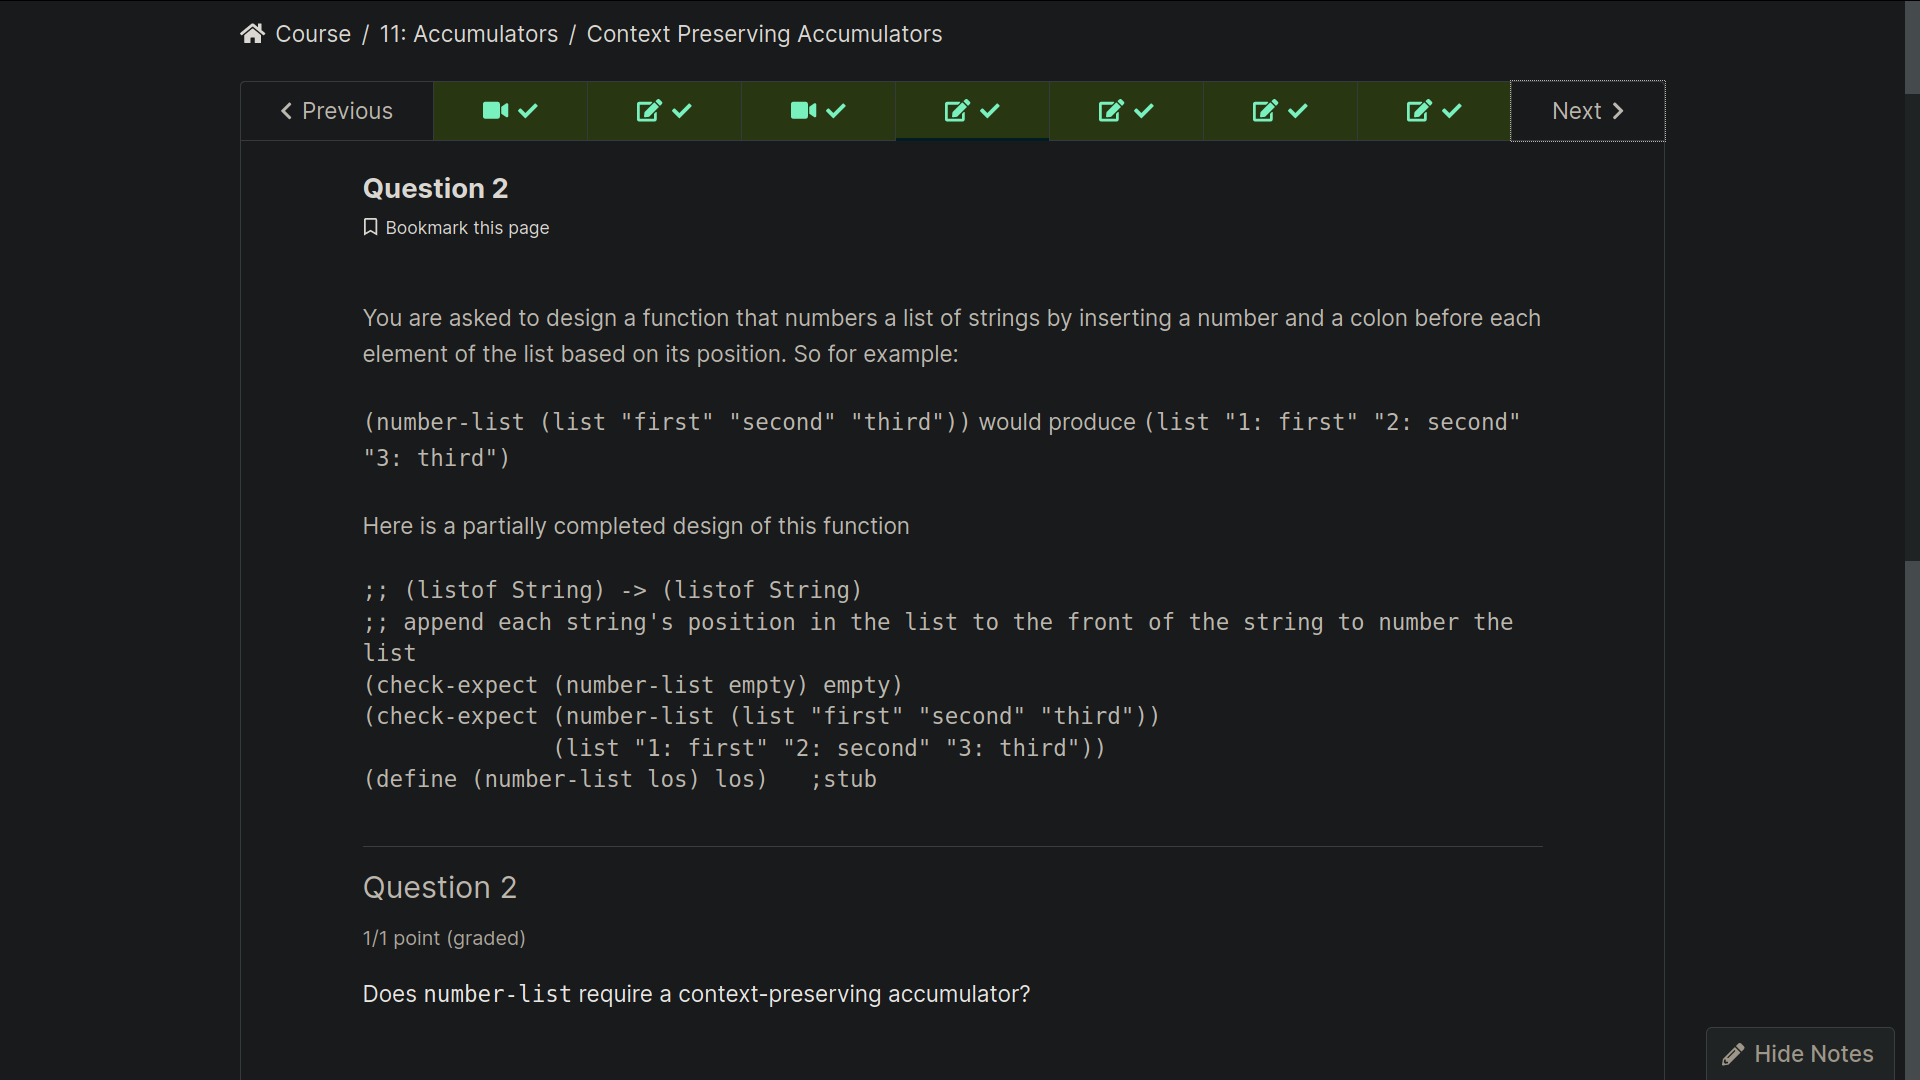 Course / 11: Accumulators / Context Preserving Accumulators
Previous
Next
Question 2
Bookmark this page
You are asked to design a function that numbers a list of strings by inserting a number and a colon before each
element of the list based on its position. So for example:
(number-list (list "first" "second" "third")) would produce (list "1: first" "2: second"
"3: third")
Here is a partially completed design of this function
;; (listof String) -> (listof String)
;; append each string's position in the list to the front of the string to number the
list
(check-expect (number-list empty) empty)
(check-expect (number-list (list "first" "second" "third"))
              (list "1: first" "2: second" "3: third"))
(define (number-list los) los)   ;stub
Question 2
1/1 point (graded)
Does number-list require a context-preserving accumulator?
Hide Notes